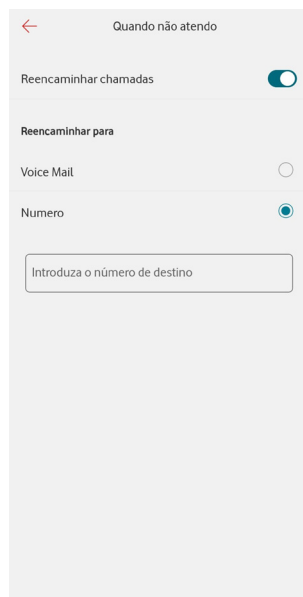 Quando não atendo
Reencaminhar chamadas
Reencaminhar para
Voice Mail
Numero
Introduza o número de destino